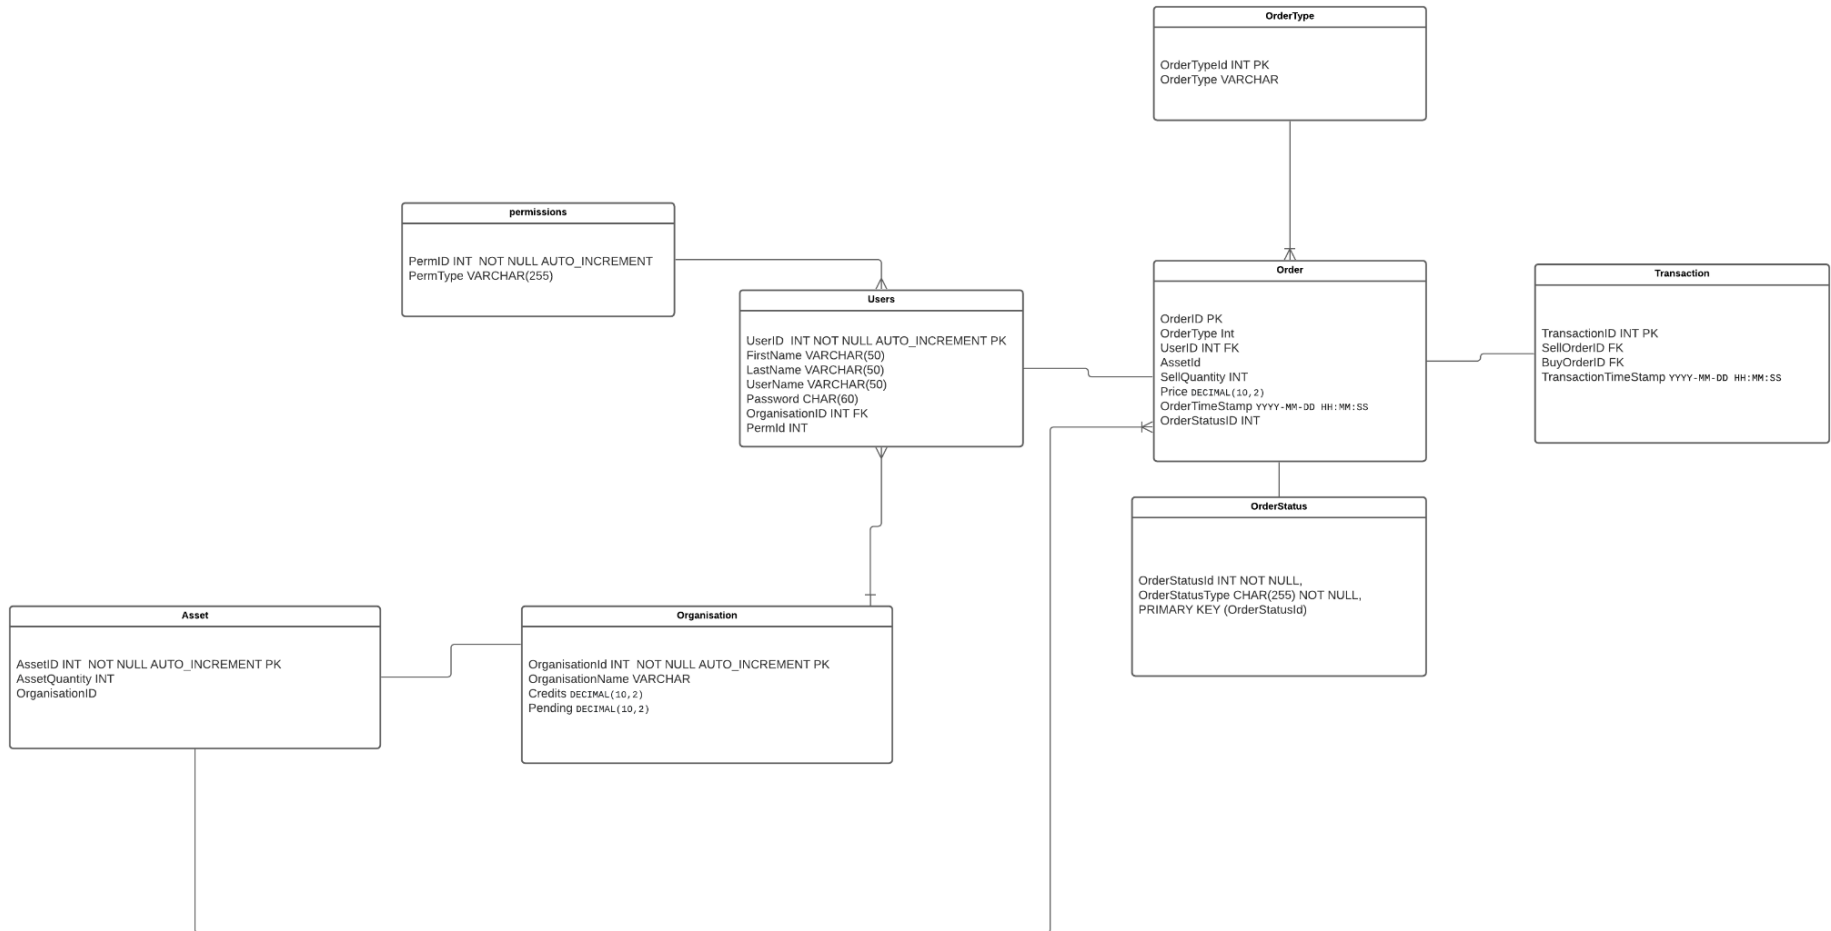 OrderType
OrderTypeId INT PK
OrderType VARCHAR
permissions
PermID INT  NOT NULL AUTO_INCREMENT
PermType VARCHAR(255)
Users
UserID  INT NOT NULL AUTO_INCREMENT PK
FirstName VARCHAR(50)
LastName VARCHAR(50)
UserName VARCHAR(50)
Password CHAR(60)
OrganisationID INT FK
PermId INT
Order
OrderID PK
OrderType Int
UserID INT FK
AssetId
SellQuantity INT
Price DECIMAL(10,2)
OrderTimeStamp YYYY-MM-DD HH:MM:SS
OrderStatusID INT
Transaction
TransactionID INT PK
SellOrderID FK
BuyOrderID FK
TransactionTimeStamp YYYY-MM-DD HH:MM:SS
OrderStatus
OrderStatusId INT NOT NULL,
OrderStatusType CHAR(255) NOT NULL,
PRIMARY KEY (OrderStatusId)
Asset
AssetID INT  NOT NULL AUTO_INCREMENT PK
AssetQuantity INT
OrganisationID
Organisation
OrganisationId INT  NOT NULL AUTO_INCREMENT PK
OrganisationName VARCHAR
Credits DECIMAL(10,2)
Pending DECIMAL(10,2)